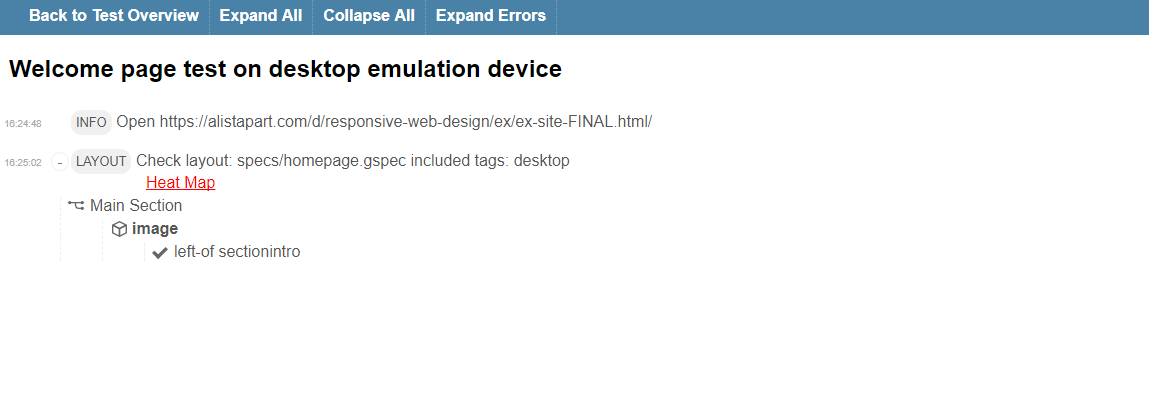 Back to Test Overview Expand All Collapse All Expand Errors
Welcome page test on desktop emulation device
16:24:48 INFO Open https://alistapart.com/d/responsive-web-design/ex/ex-site-FINAL.html/
16:25:02 - LAYOUT Check layout: specs/homepage.gspec included tags: desktop
Heat Map
Main Section
image
left-of sectionintro